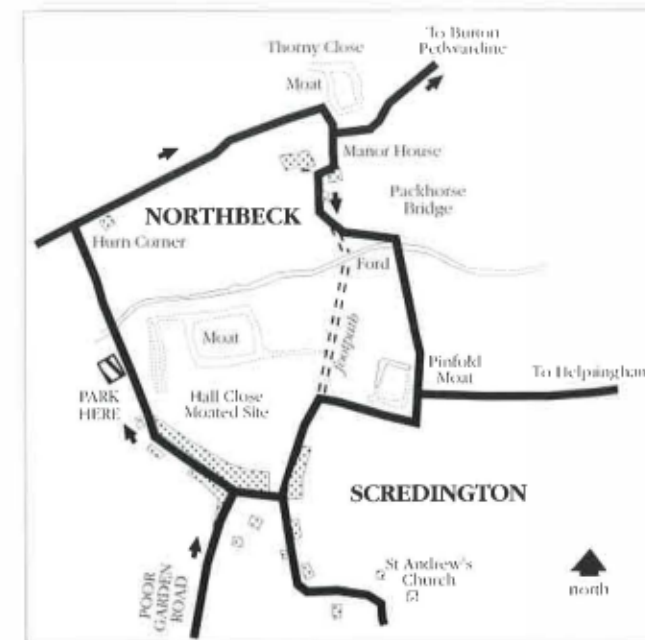 To Burton
Pedwardine
Thorny Close
Moat
Manor House
Packhorse
Bridge
NORTHBECK
Hurn Corner
Ford
Moat
footpath
Pinfold
Moat
To Helpringham
PARK
HERE
Hall Close
Moated Site
SCREDINGTON
St Andrew's
Church
POOR
GARDEN
ROAD
north